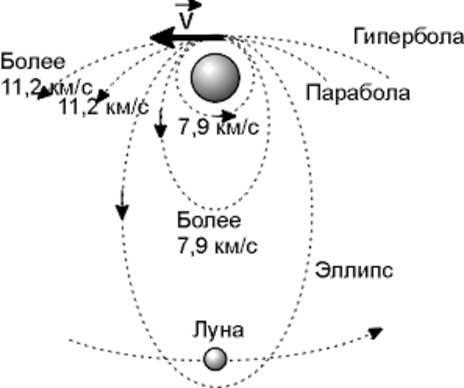 V
Гипербола
Более
11,2 км/с
11,2 км/с
Парабола
7,9 км/с
Более
7,9 км/с
Эллипс
Луна